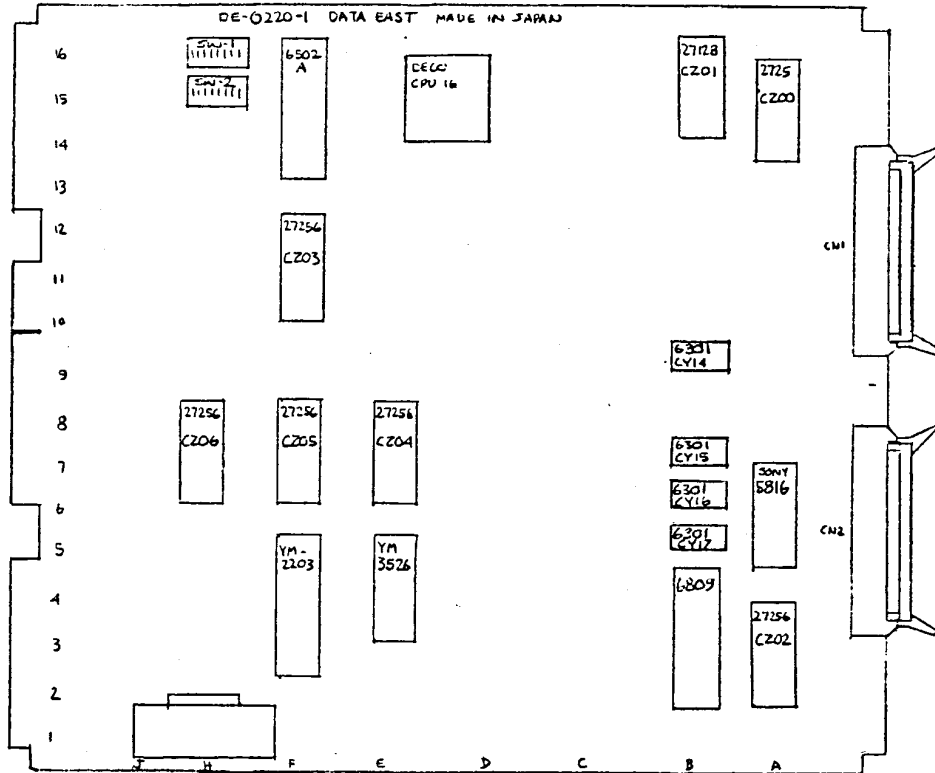 DE-0220-1 DATA EAST MADE IN JAPAN
16
15
14
13
12
11
10
9
8
7
6
5
4
3
2
1
SW-1
SW-2
6502
A
DECO
CPU 16
27128
CZ01
2725
CZ00
27256
CZ03
CN1
6301
CY14
27256
CZ06
27256
CZ05
27256
CZ04
6301
CY15
6301
CY16
6301
CY17
SONY
5816
CN2
YM-
2203
YM
3526
6809
27256
CZ02
J H F E D C B A